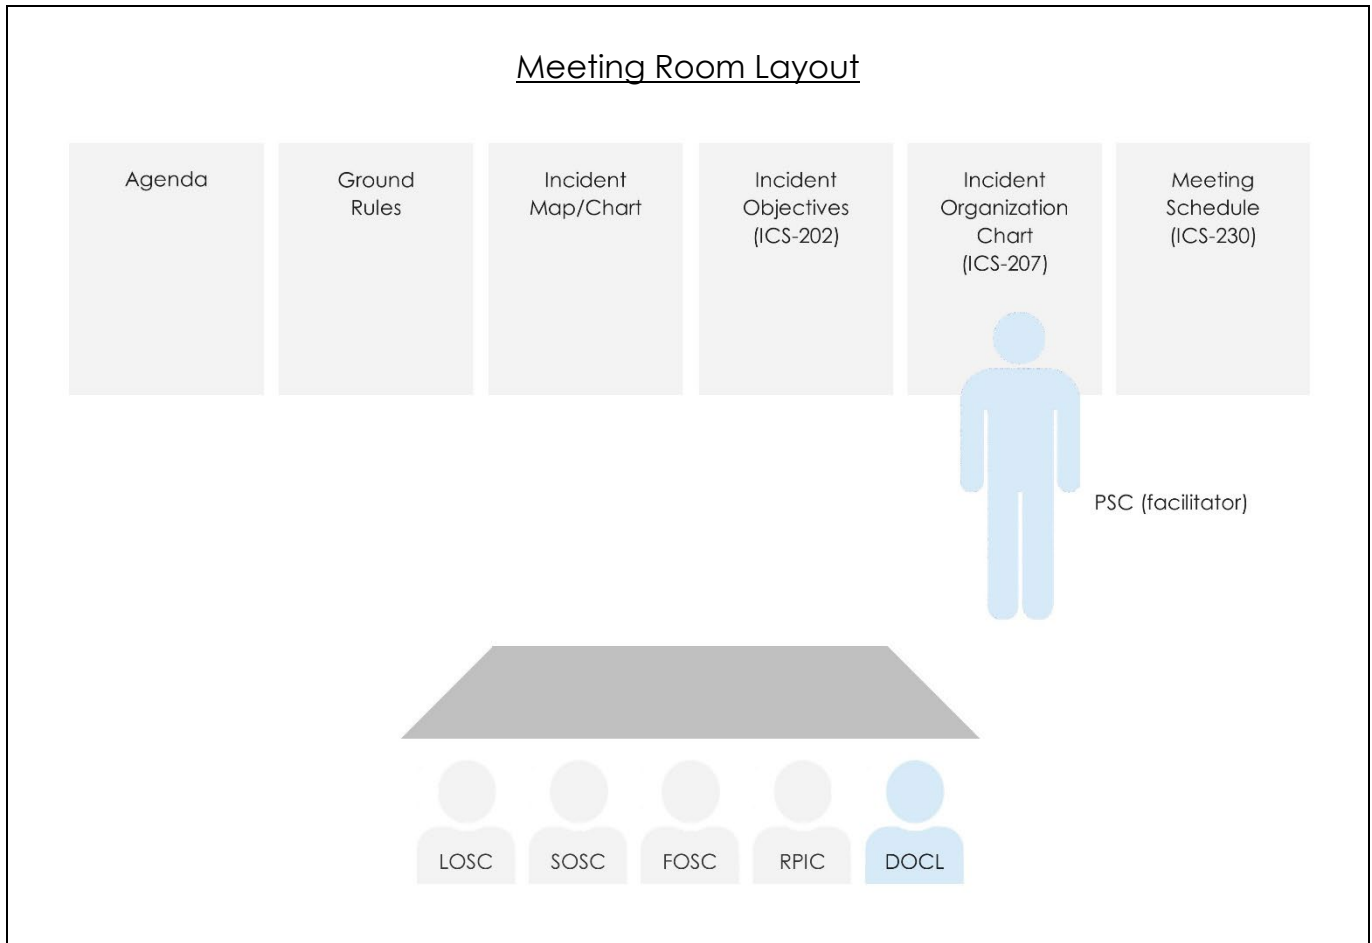 Meeting Room Layout
Agenda
Ground
Rules
Incident
Map/Chart
Incident
Objectives
(ICS-202)
Incident
Organization
Chart
(ICS-207)
Meeting
Schedule
(ICS-230)
PSC (facilitator)
LOSC
SOSC
FOSC
RPIC
DOCL